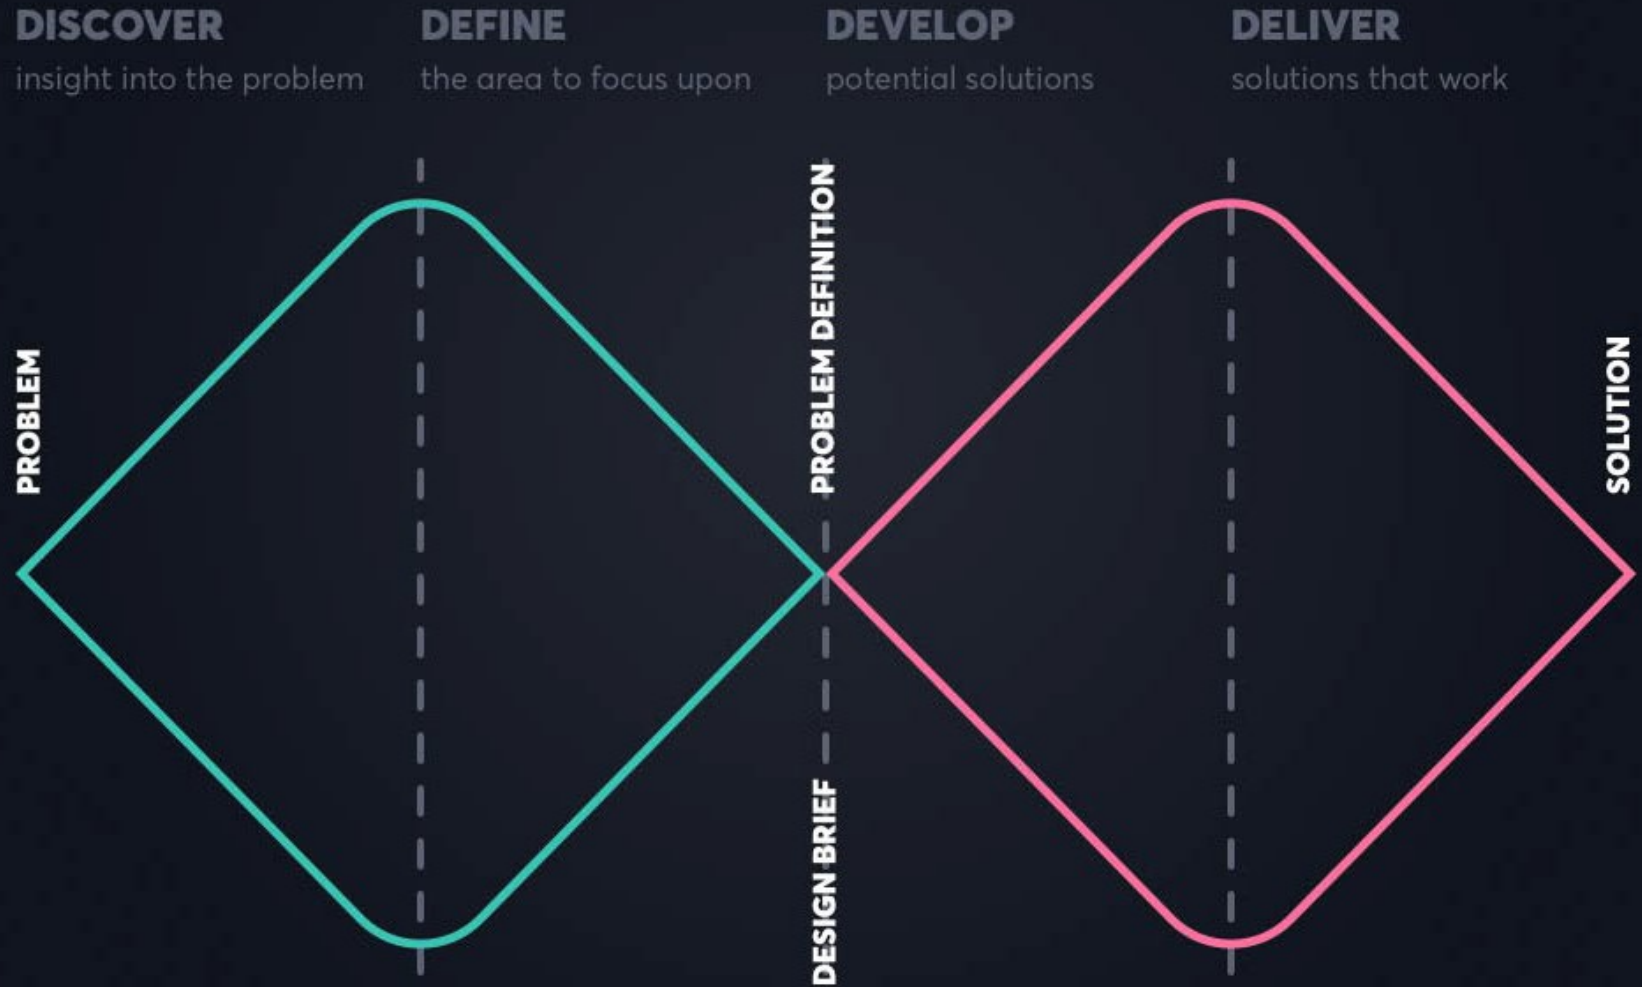 DISCOVER
insight into the problem
DEFINE
the area to focus upon
DEVELOP
potential solutions
DELIVER
solutions that work
PROBLEM
PROBLEM DEFINITION
DESIGN BRIEF
SOLUTION